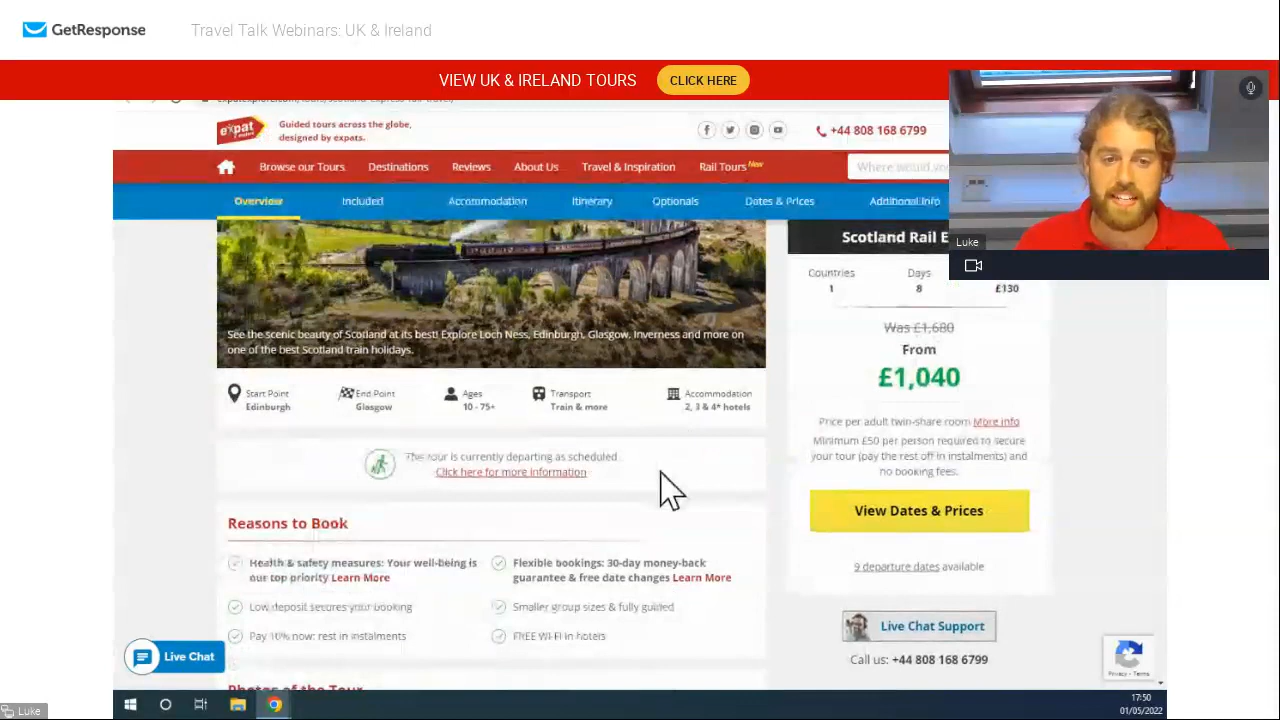 GetResponse
Travel Talk Webinars: UK & Ireland
VIEW UK & IRELAND TOURS
CLICK HERE
expat
Guided tours across the globe,
designed by expats.
+44 808 168 6799
Browse our Tours
Destinations
Reviews
About Us
Travel & Inspiration
Rail Tours New
Where would yo
Overview
Included
Accommodation
Itinerary
Optionals
Dates & Prices
Additional Info
Luke
See the scenic beauty of Scotland at its best! Explore Loch Ness, Edinburgh, Glasgow, Inverness and more on
one of the best Scotland train holidays.
Start Point
Edinburgh
End Point
Glasgow
Ages
10 - 75+
Transport
Train & more
Accommodation
2, 3 & 4* hotels
This tour is currently departing as scheduled
Click here for more information
Reasons to Book
Health & safety measures: Your well-being is
our top priority Learn More
Flexible bookings: 30-day money-back
guarantee & free date changes Learn More
Low deposit secures your booking
Smaller group sizes & fully guided
Pay 10% now: rest in instalments
FREE WI-FI in hotels
Photos of the Tour
Scotland Rail E
Countries
1
Days
8
£130
Was £1,680
From
£1,040
Price per adult twin-share room More info
Minimum £50 per person required to secure
your tour (pay the rest off in instalments) and
no booking fees.
View Dates & Prices
9 departure dates available
Live Chat Support
Call us: +44 808 168 6799
Live Chat
Privacy - Terms
17:50
01/05/2022
Luke